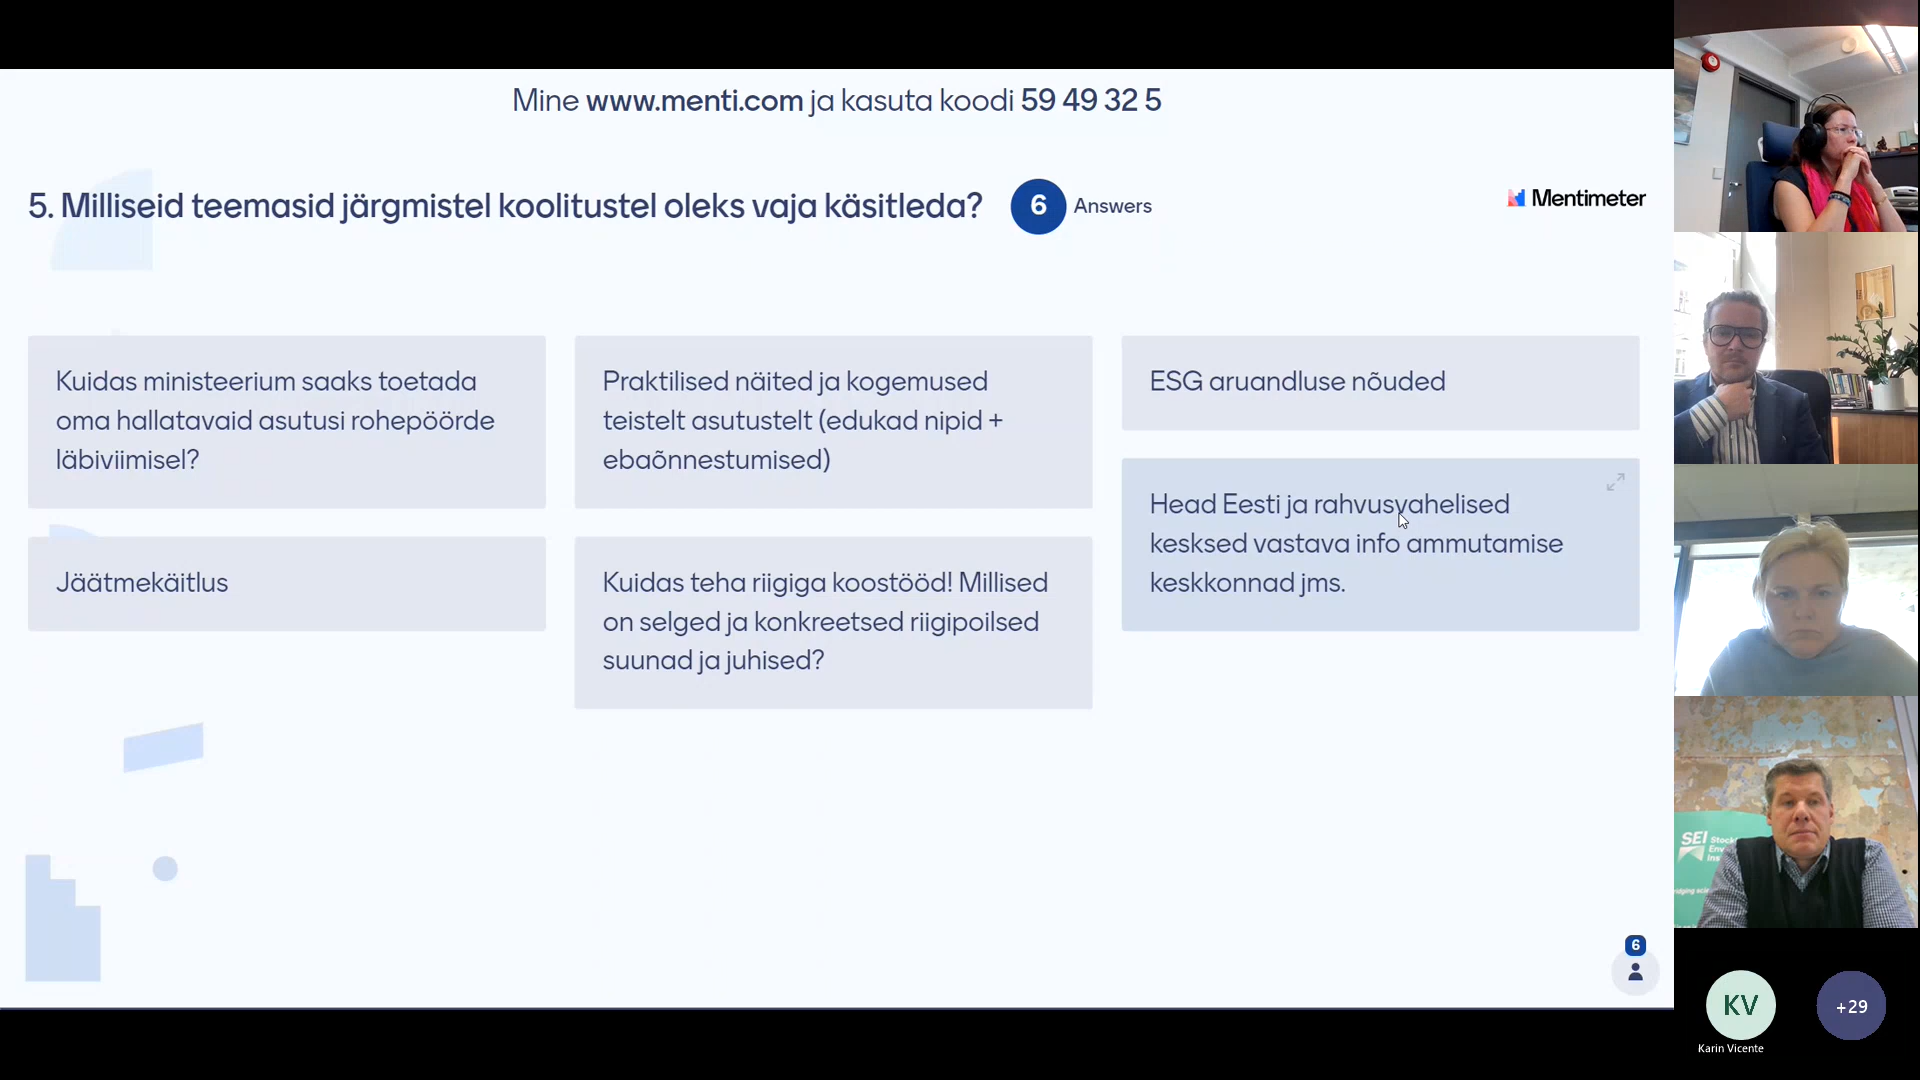 Mine www.menti.com ja kasuta koodi 59 49 32 5
5. Milliseid teemasid järgmistel koolitustel oleks vaja käsitleda?
6 Answers
Mentimeter
Kuidas ministeerium saaks toetada
oma hallatavaid asutusi rohepöörde
läbiviimisel?
Jäätmekäitlus
Praktilised näited ja kogemused
teistelt asutustelt (edukad nipid +
ebaõnnestumised)
Kuidas teha riigiga koostööd! Millised
on selged ja konkreetsed riigipoilsed
suunad ja juhised?
ESG aruandluse nõuded
Head Eesti ja rahvusvahelised
kesksed vastava info ammutamise
keskkonnad jms.
6
SEI
KV
+29
Karin Vicente